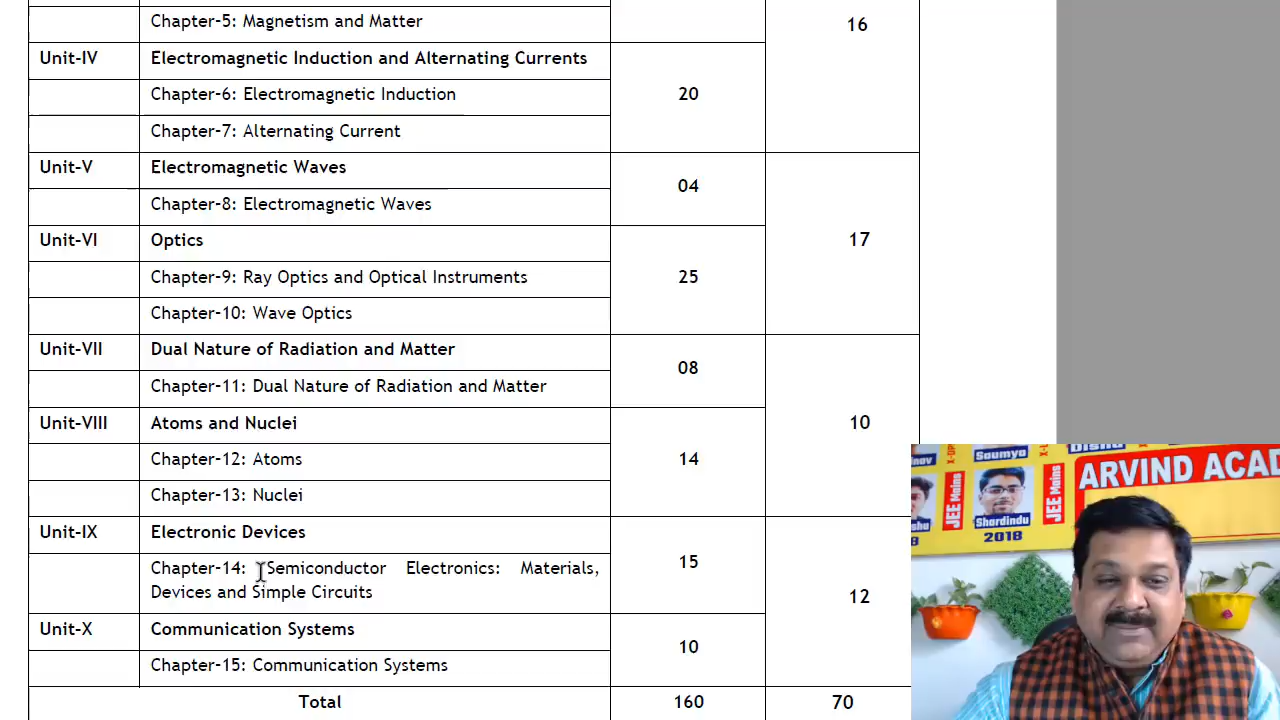 Chapter-5: Magnetism and Matter
16
Unit-IV Electromagnetic Induction and Alternating Currents
20
Chapter-6: Electromagnetic Induction
Chapter-7: Alternating Current
Unit-V Electromagnetic Waves
04
Chapter-8: Electromagnetic Waves
17
Unit-VI Optics
25
Chapter-9: Ray Optics and Optical Instruments
Chapter-10: Wave Optics
Unit-VII Dual Nature of Radiation and Matter
08
Chapter-11: Dual Nature of Radiation and Matter
10
Unit-VIII Atoms and Nuclei
14
Chapter-12: Atoms
Chapter-13: Nuclei
Unit-IX Electronic Devices
15
Chapter-14: Semiconductor Electronics: Materials,
Devices and Simple Circuits
12
Unit-X Communication Systems
10
Chapter-15: Communication Systems
Total 160 70
Saumya
ARVIND ACAD
JEE Mains
JEE Mains
Shardindu
2018